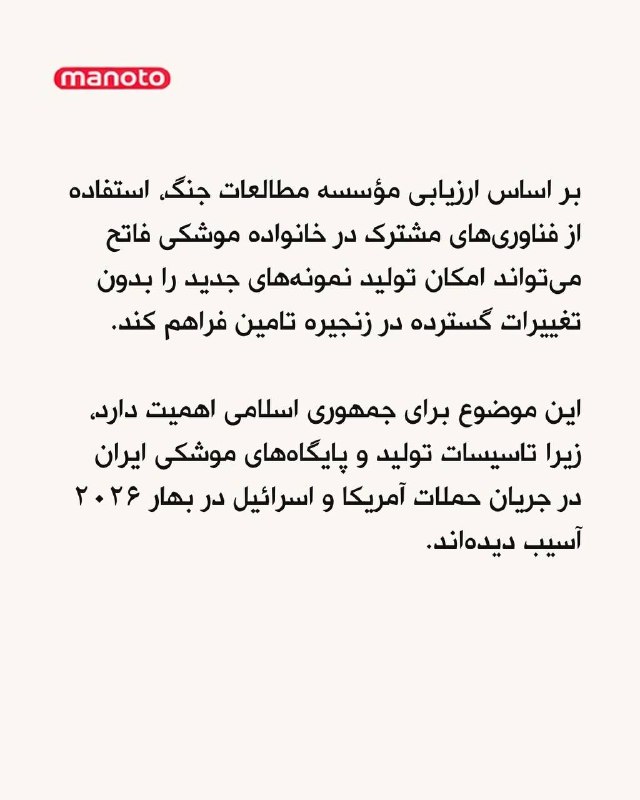 manoto
بر اساس ارزیابی مؤسسه مطالعات جنگ، استفاده
از فناوری‌های مشترک در خانواده موشکی فاتح
می‌تواند امکان تولید نمونه‌های جدید را بدون
تغییرات گسترده در زنجیره تامین فراهم کند.
این موضوع برای جمهوری اسلامی اهمیت دارد،
زیرا تاسیسات تولید و پایگاه‌های موشکی ایران
در جریان حملات آمریکا و اسرائیل در بهار ۲۰۲۶
آسیب دیده‌اند.